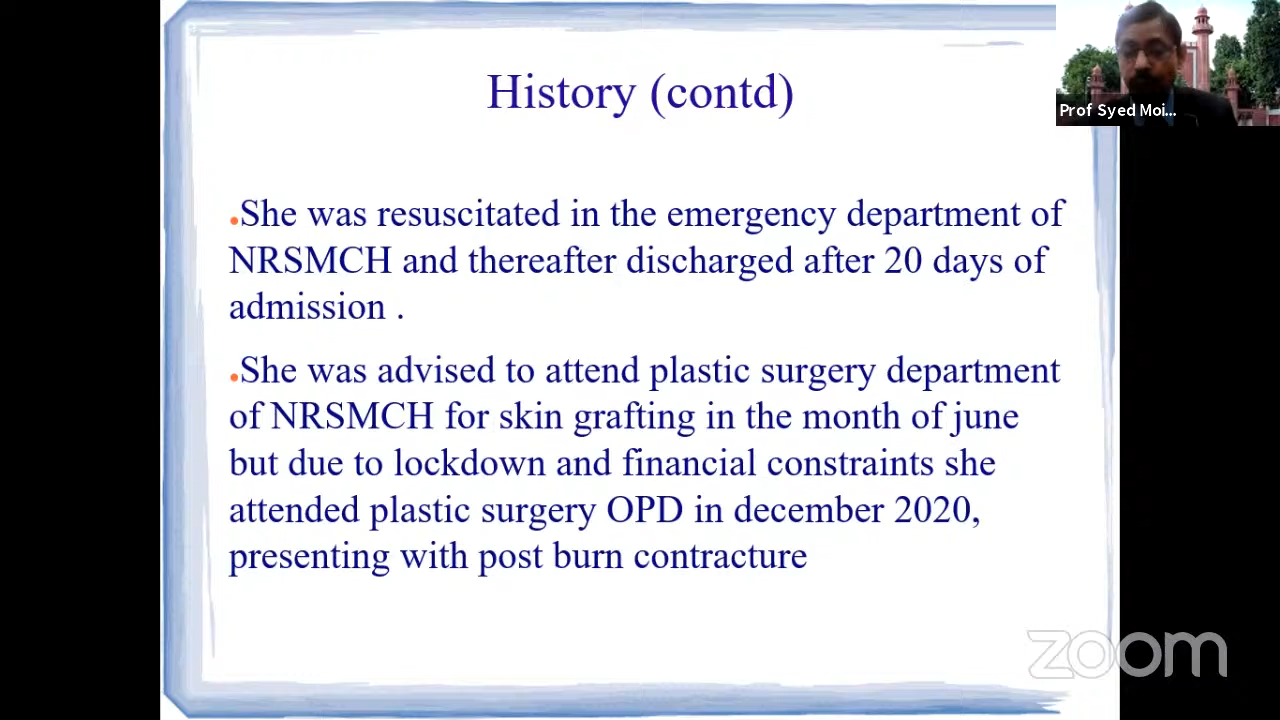 History (contd)
Prof Syed Moi...
•She was resuscitated in the emergency department of
NRSMCH and thereafter discharged after 20 days of
admission .
•She was advised to attend plastic surgery department
of NRSMCH for skin grafting in the month of june
but due to lockdown and financial constraints she
attended plastic surgery OPD in december 2020,
presenting with post burn contracture
zoom